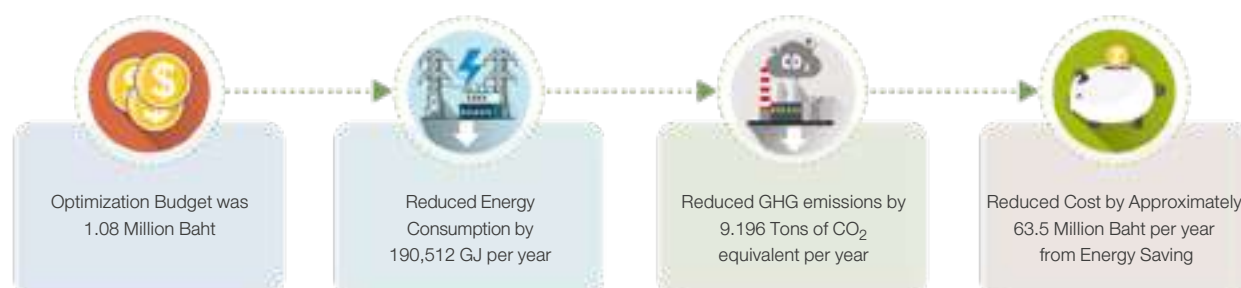 CO2
Optimization Budget was
1.08 Million Baht
Reduced Energy
Consumption by
190,512 GJ per year
Reduced GHG emissions by
9.196 Tons of CO2
equivalent per year
Reduced Cost by Approximately
63.5 Million Baht per year
from Energy Saving